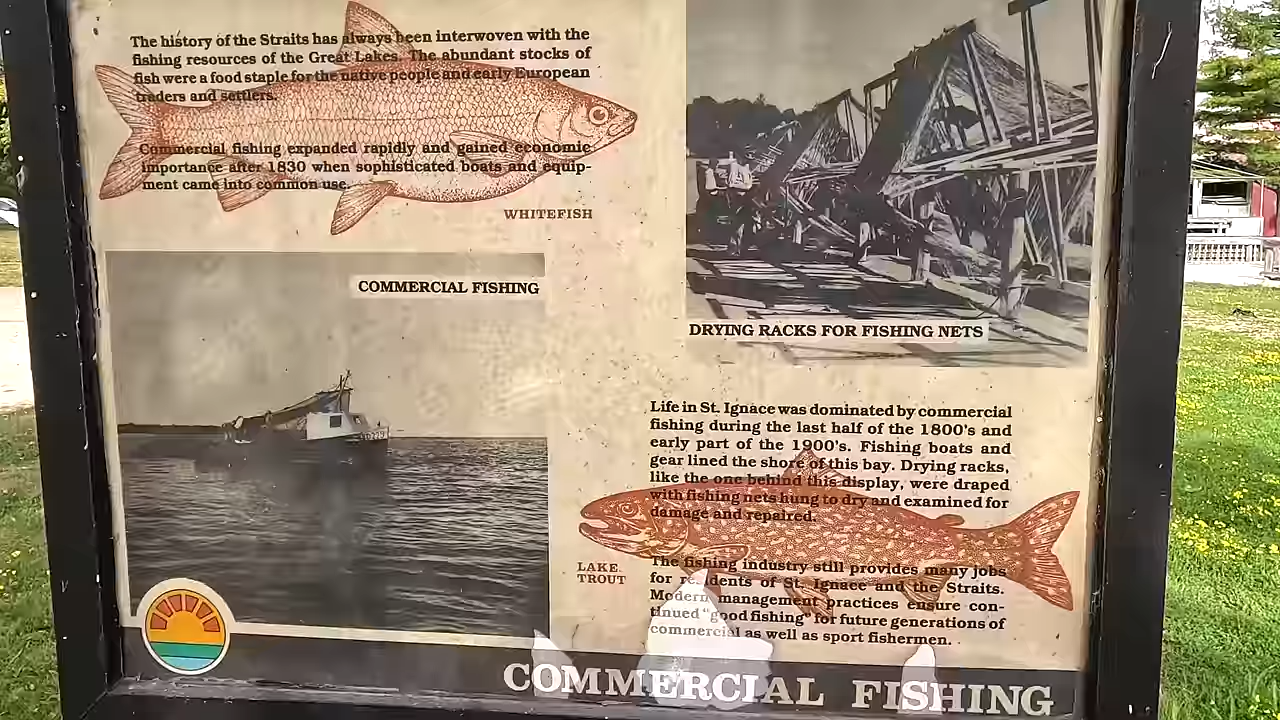 The history of the Straits has always been interwoven with the
fishing resources of the Great Lakes. The abundant stocks of
fish were a food staple for the native people and early European
traders and settlers.
Commercial fishing expanded rapidly and gained economic
importance after 1830 when sophisticated boats and equip-
ment came into common use.
WHITEFISH
COMMERCIAL FISHING
DRYING RACKS FOR FISHING NETS
Life in St. Ignace was dominated by commercial
fishing during the last half of the 1800's and
early part of the 1900's. Fishing boats and
gear lined the shore of this bay. Drying racks,
like the one behind this display, were draped
with fishing nets hung to dry and examined for
damage and repaired.
LAKE
TROUT
The fishing industry still provides many jobs
for residents of St. Ignace and the Straits.
Modern management practices ensure con-
tinued "good fishing" for future generations of
commercial as well as sport fishermen.
COMMERCIAL FISHING